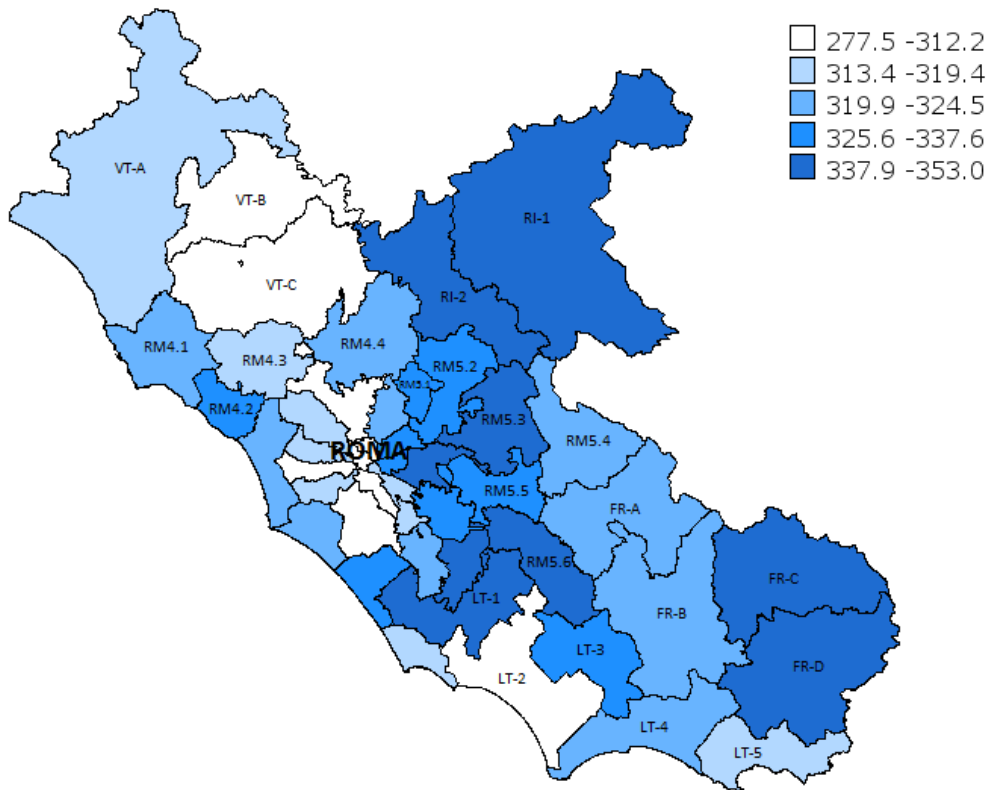 277.5 -312.2
313.4 -319.4
319.9 -324.5
325.6 -337.6
337.9 -353.0
VT-A
VT-B
RI-1
VT-C
RI-2
RM4.1
RM4.3
RM4.4
RM5.2
RM5.1
RM4.2
RM5.3
RM5.4
ROMA
RM5.5
FR-A
RM5.6
FR-C
LT-1
FR-B
LT-3
FR-D
LT-2
LT-4
LT-5